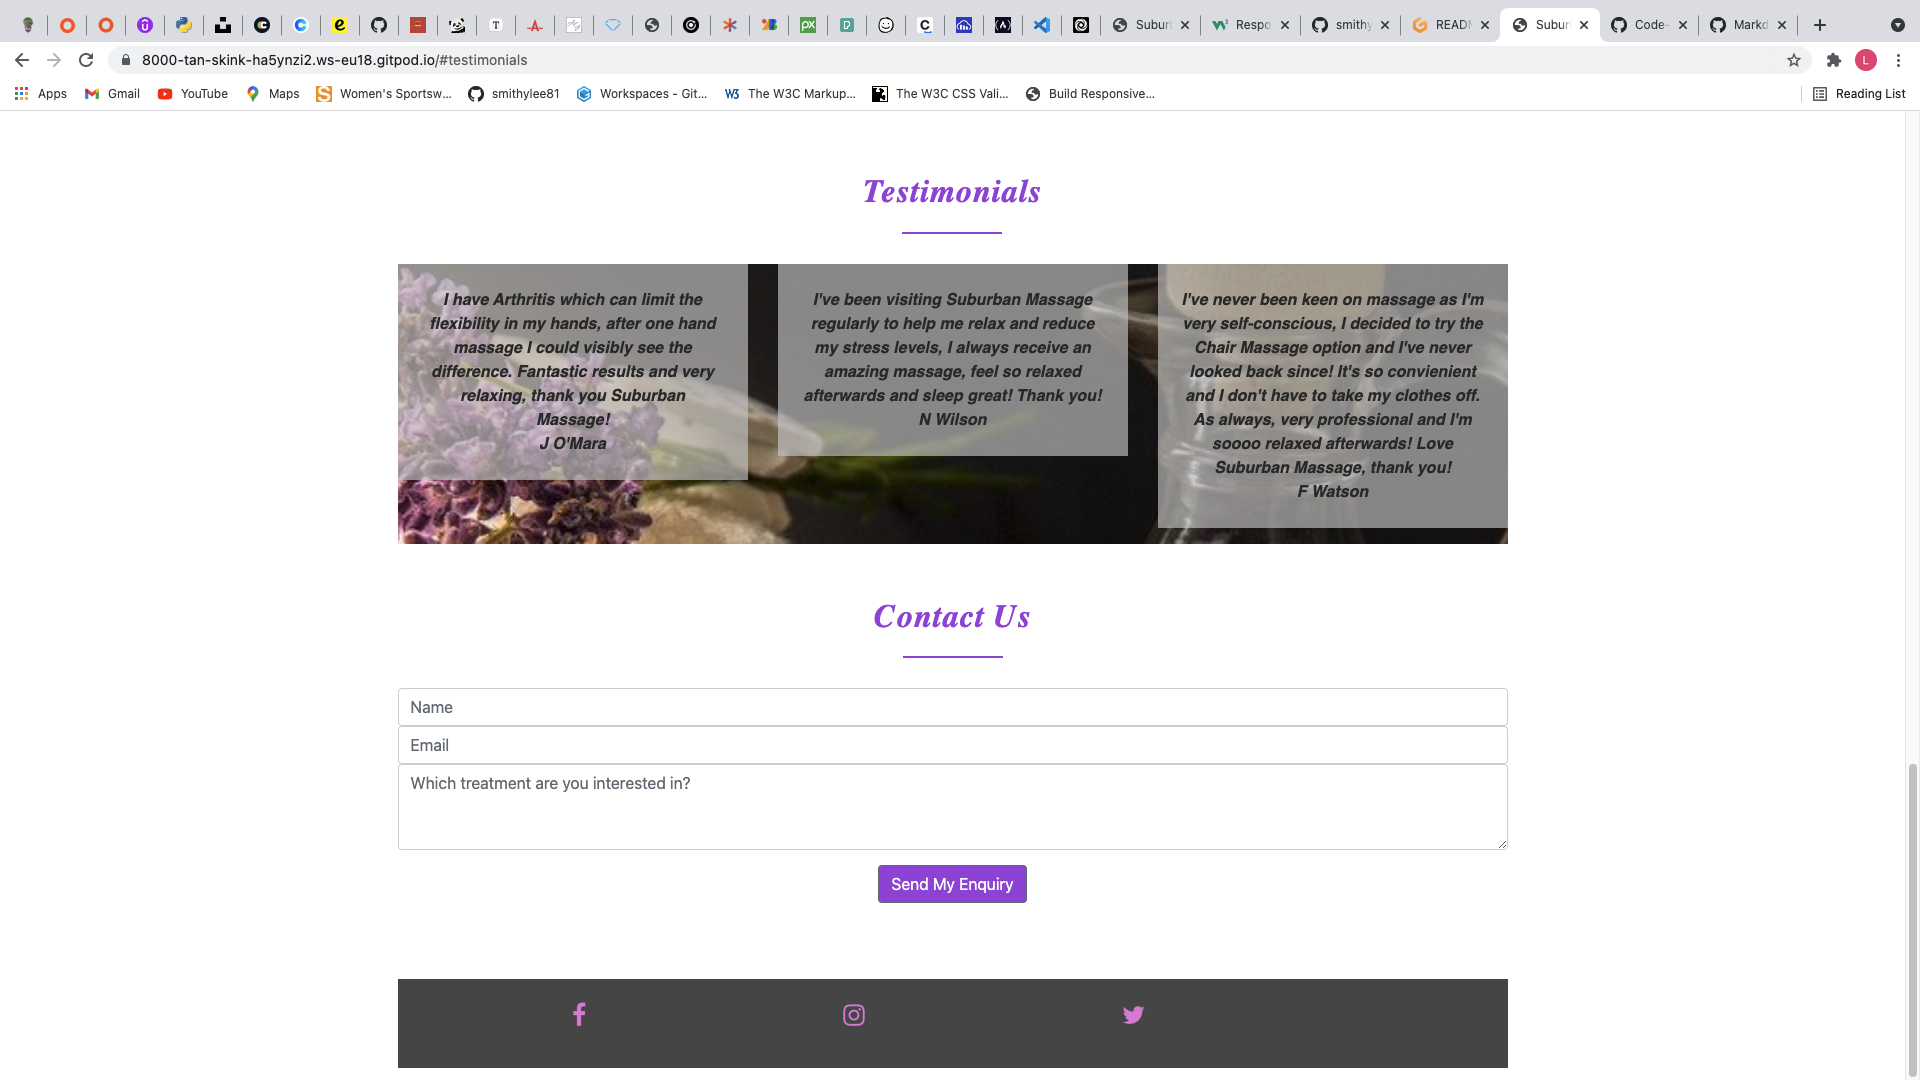 Subur
Respo
smithy
READM
Subur
Code-
Markd
8000-tan-skink-ha5ynzi2.ws-eu18.gitpod.io/#testimonials
L
Apps
Gmail
YouTube
Maps
Women's Sportsw...
smithylee81
Workspaces - Git...
The W3C Markup...
The W3C CSS Vali...
Build Responsive...
Reading List
Testimonials
I have Arthritis which can limit the
flexibility in my hands, after one hand
massage I could visibly see the
difference. Fantastic results and very
relaxing, thank you Suburban
Massage!
J O'Mara
I've been visiting Suburban Massage
regularly to help me relax and reduce
my stress levels, I always receive an
amazing massage, feel so relaxed
afterwards and sleep great! Thank you!
N Wilson
I've never been keen on massage as I'm
very self-conscious, I decided to try the
Chair Massage option and I've never
looked back since! It's so convienient
and I don't have to take my clothes off.
As always, very professional and I'm
soooo relaxed afterwards! Love
Suburban Massage, thank you!
F Watson
Contact Us
Name
Email
Which treatment are you interested in?
Send My Enquiry